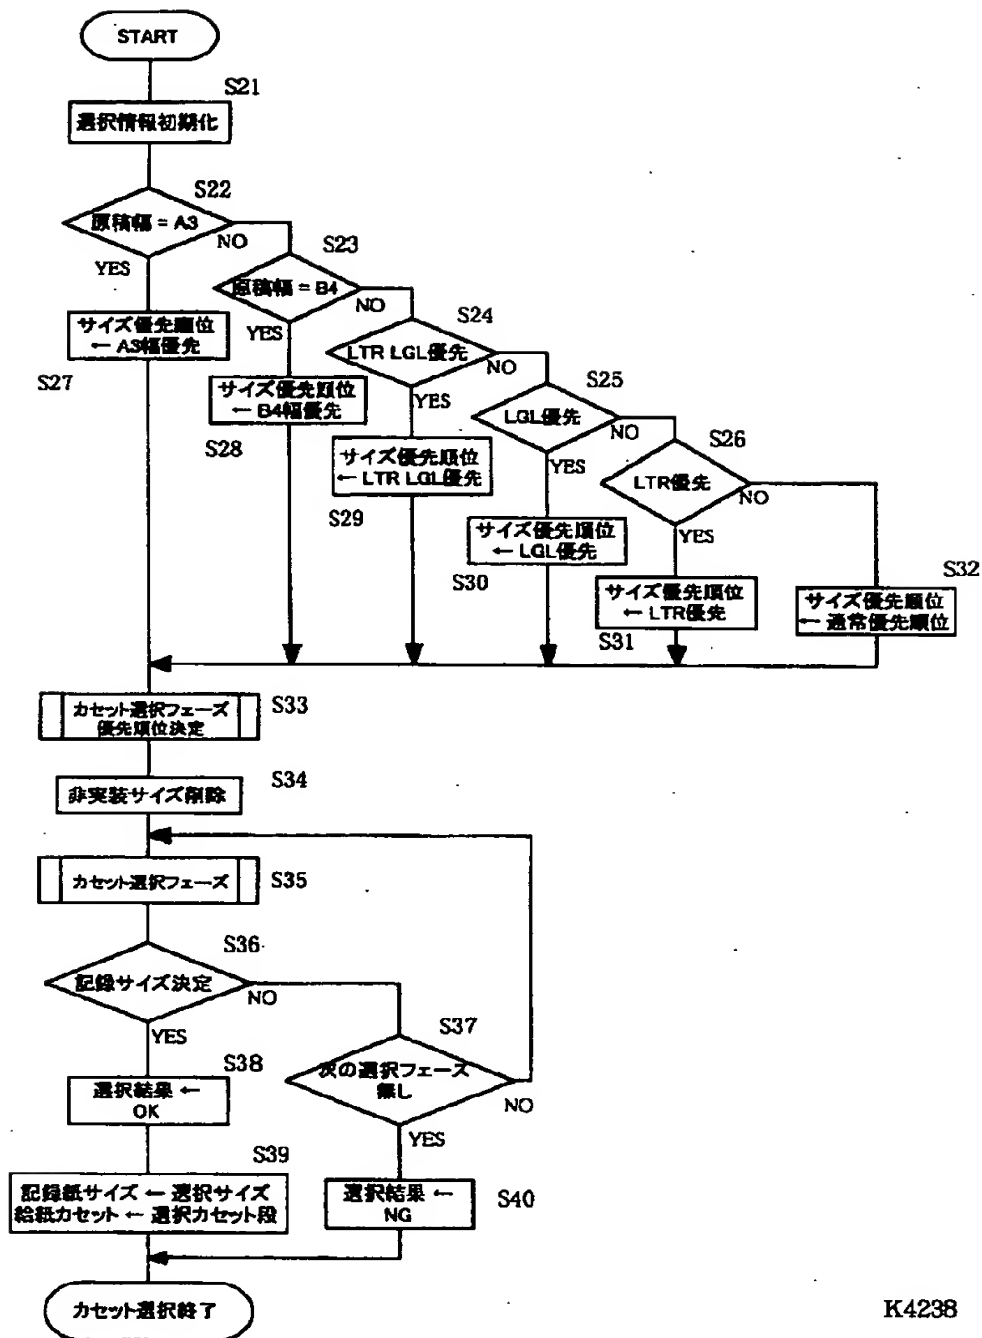 START
S21
選択情報初期化
S22
原稿幅 = A3
NO
YES
S23
原稿幅 = B4
NO
YES
S24
LTR LGL優先
NO
YES
S25
LGL優先
NO
YES
S26
LTR優先
NO
YES
サイズ優先順位
← A3幅優先
S27
サイズ優先順位
← B4幅優先
S28
サイズ優先順位
← LTR LGL優先
S29
サイズ優先順位
← LGL優先
S30
サイズ優先順位
← LTR優先
S31
S32
サイズ優先順位
← 通常優先順位
カセット選択フェーズ
優先順位決定
S33
S34
非実装サイズ削除
カセット選択フェーズ
S35
S36
記録サイズ決定
NO
YES
S37
次の選択フェーズ
無し
NO
YES
S38
選択結果 ←
OK
S39
記録紙サイズ ← 選択サイズ
給紙カセット ← 選択カセット段
選択結果 ←
NG
S40
カセット選択終了
K4238